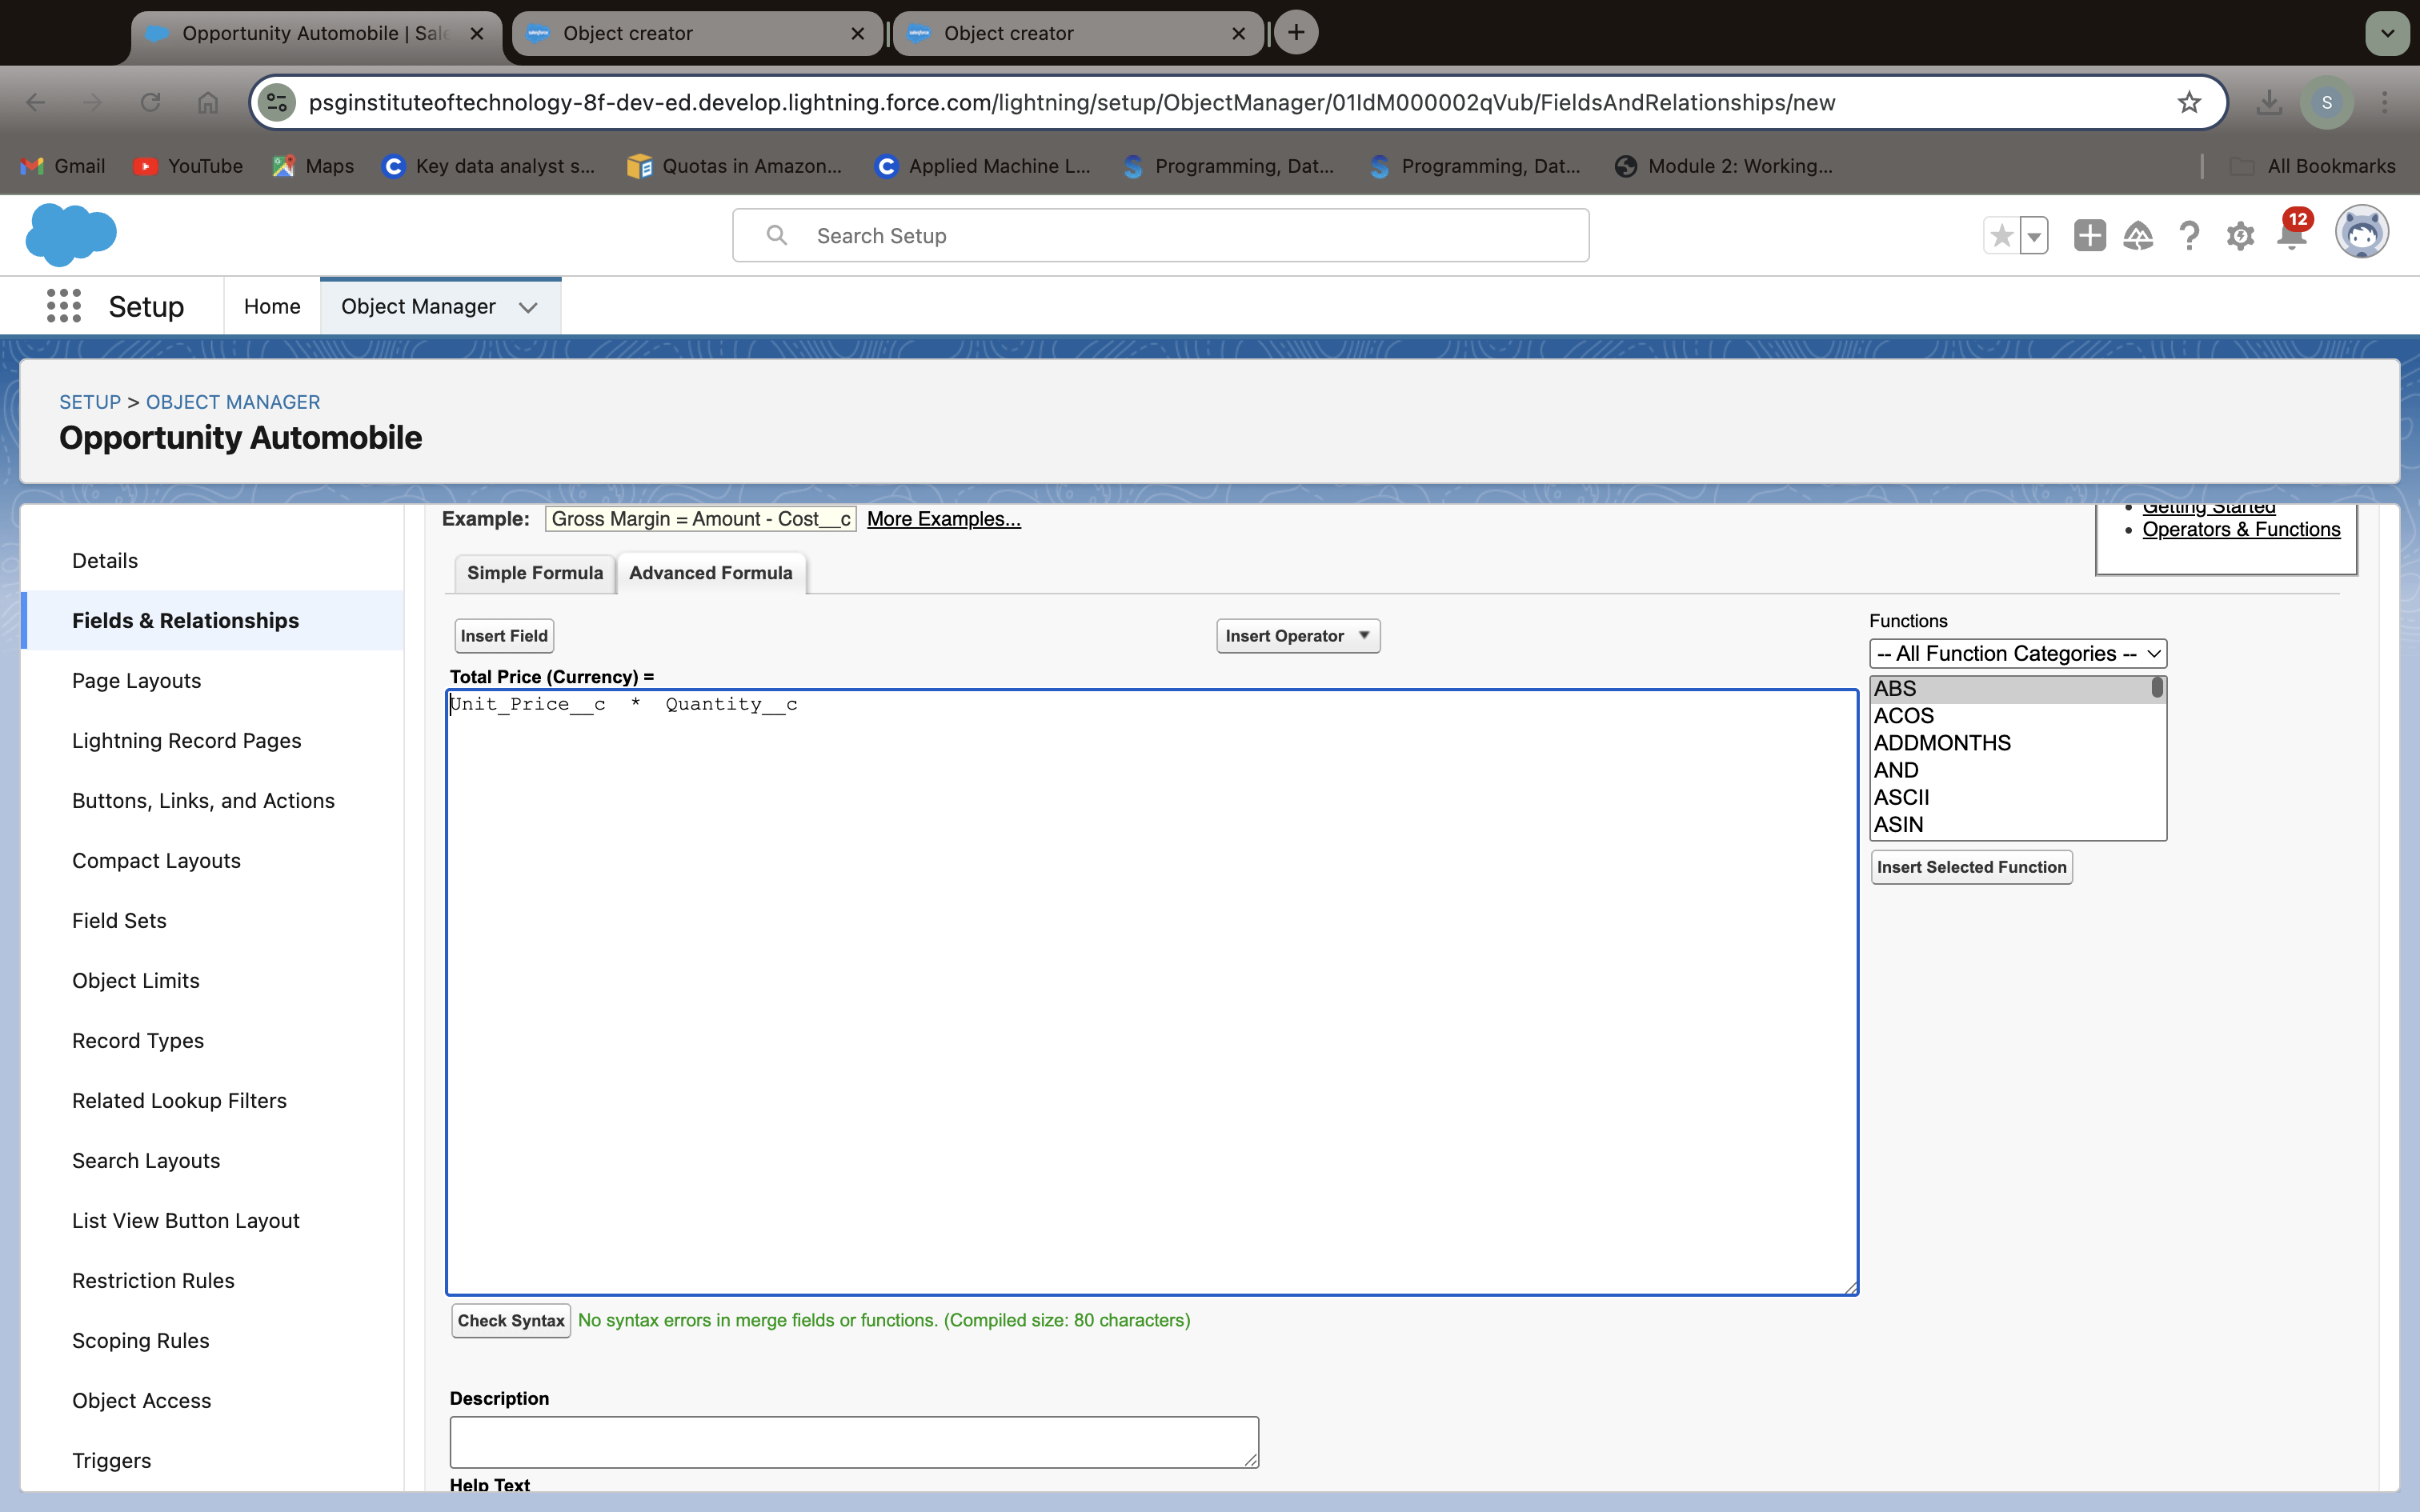 Opportunity Automobile | Sale
Object creator
Object creator
psginstituteoftechnology-8f-dev-ed.develop.lightning.force.com/lightning/setup/ObjectManager/01IdM000002qVub/FieldsAndRelationships/new
S
Gmail
YouTube
Maps
Key data analyst s...
Quotas in Amazon...
Applied Machine L...
Programming, Dat...
Programming, Dat...
Module 2: Working...
All Bookmarks
Search Setup
12
Setup
Home
Object Manager
SETUP > OBJECT MANAGER
Opportunity Automobile
Details
Fields & Relationships
Page Layouts
Lightning Record Pages
Buttons, Links, and Actions
Compact Layouts
Field Sets
Object Limits
Record Types
Related Lookup Filters
Search Layouts
List View Button Layout
Restriction Rules
Scoping Rules
Object Access
Triggers
Example: Gross Margin = Amount - Cost__c More Examples...
Getting Started
Operators & Functions
Simple Formula
Advanced Formula
Insert Field
Insert Operator
Total Price (Currency) =
Unit_Price__c * Quantity__c
Functions
-- All Function Categories --
ABS
ACOS
ADDMONTHS
AND
ASCII
ASIN
Insert Selected Function
Check Syntax
No syntax errors in merge fields or functions. (Compiled size: 80 characters)
Description
Help Text